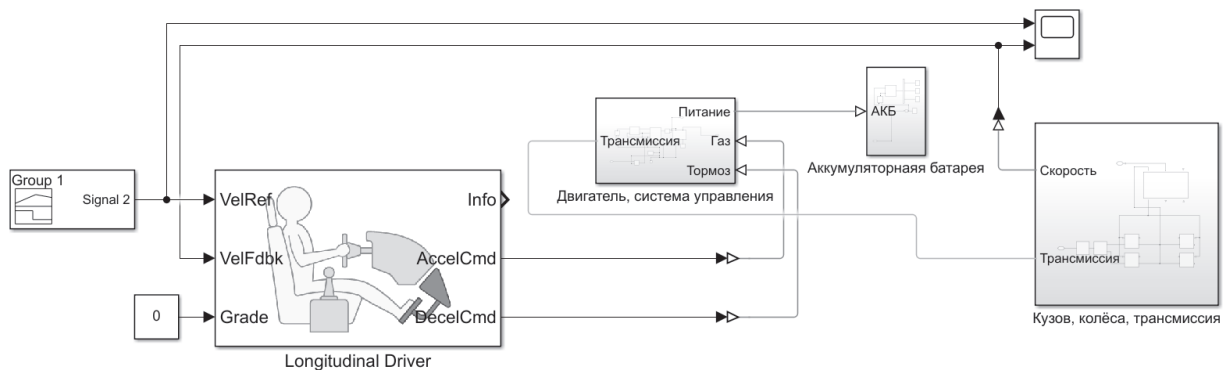 Group 1
Signal 2
VelRef
VelFdbk
0
Grade
Info
AccelCmd
DecelCmd
Longitudinal Driver
Питание
Трансмиссия
Газ
Тормоз
Двигатель, система управления
АКБ
Аккумуляторнаяя батарея
Скорость
Трансмиссия
Кузов, колёса, трансмиссия